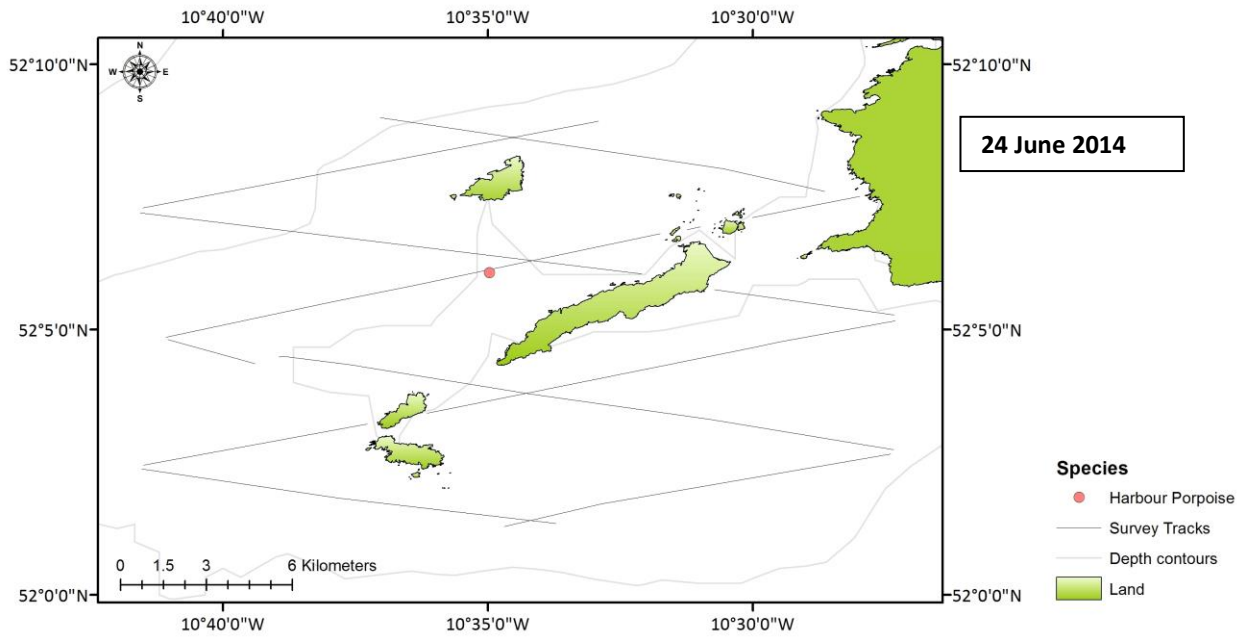 10°40'0"W 10°35'0"W 10°30'0"W
N
W E
S
52°10'0"N 52°10'0"N
24 June 2014
52°5'0"N 52°5'0"N
Species
Harbour Porpoise
Survey Tracks
Depth contours
Land
0 1.5 3 6 Kilometers
52°0'0"N 52°0'0"N
10°40'0"W 10°35'0"W 10°30'0"W